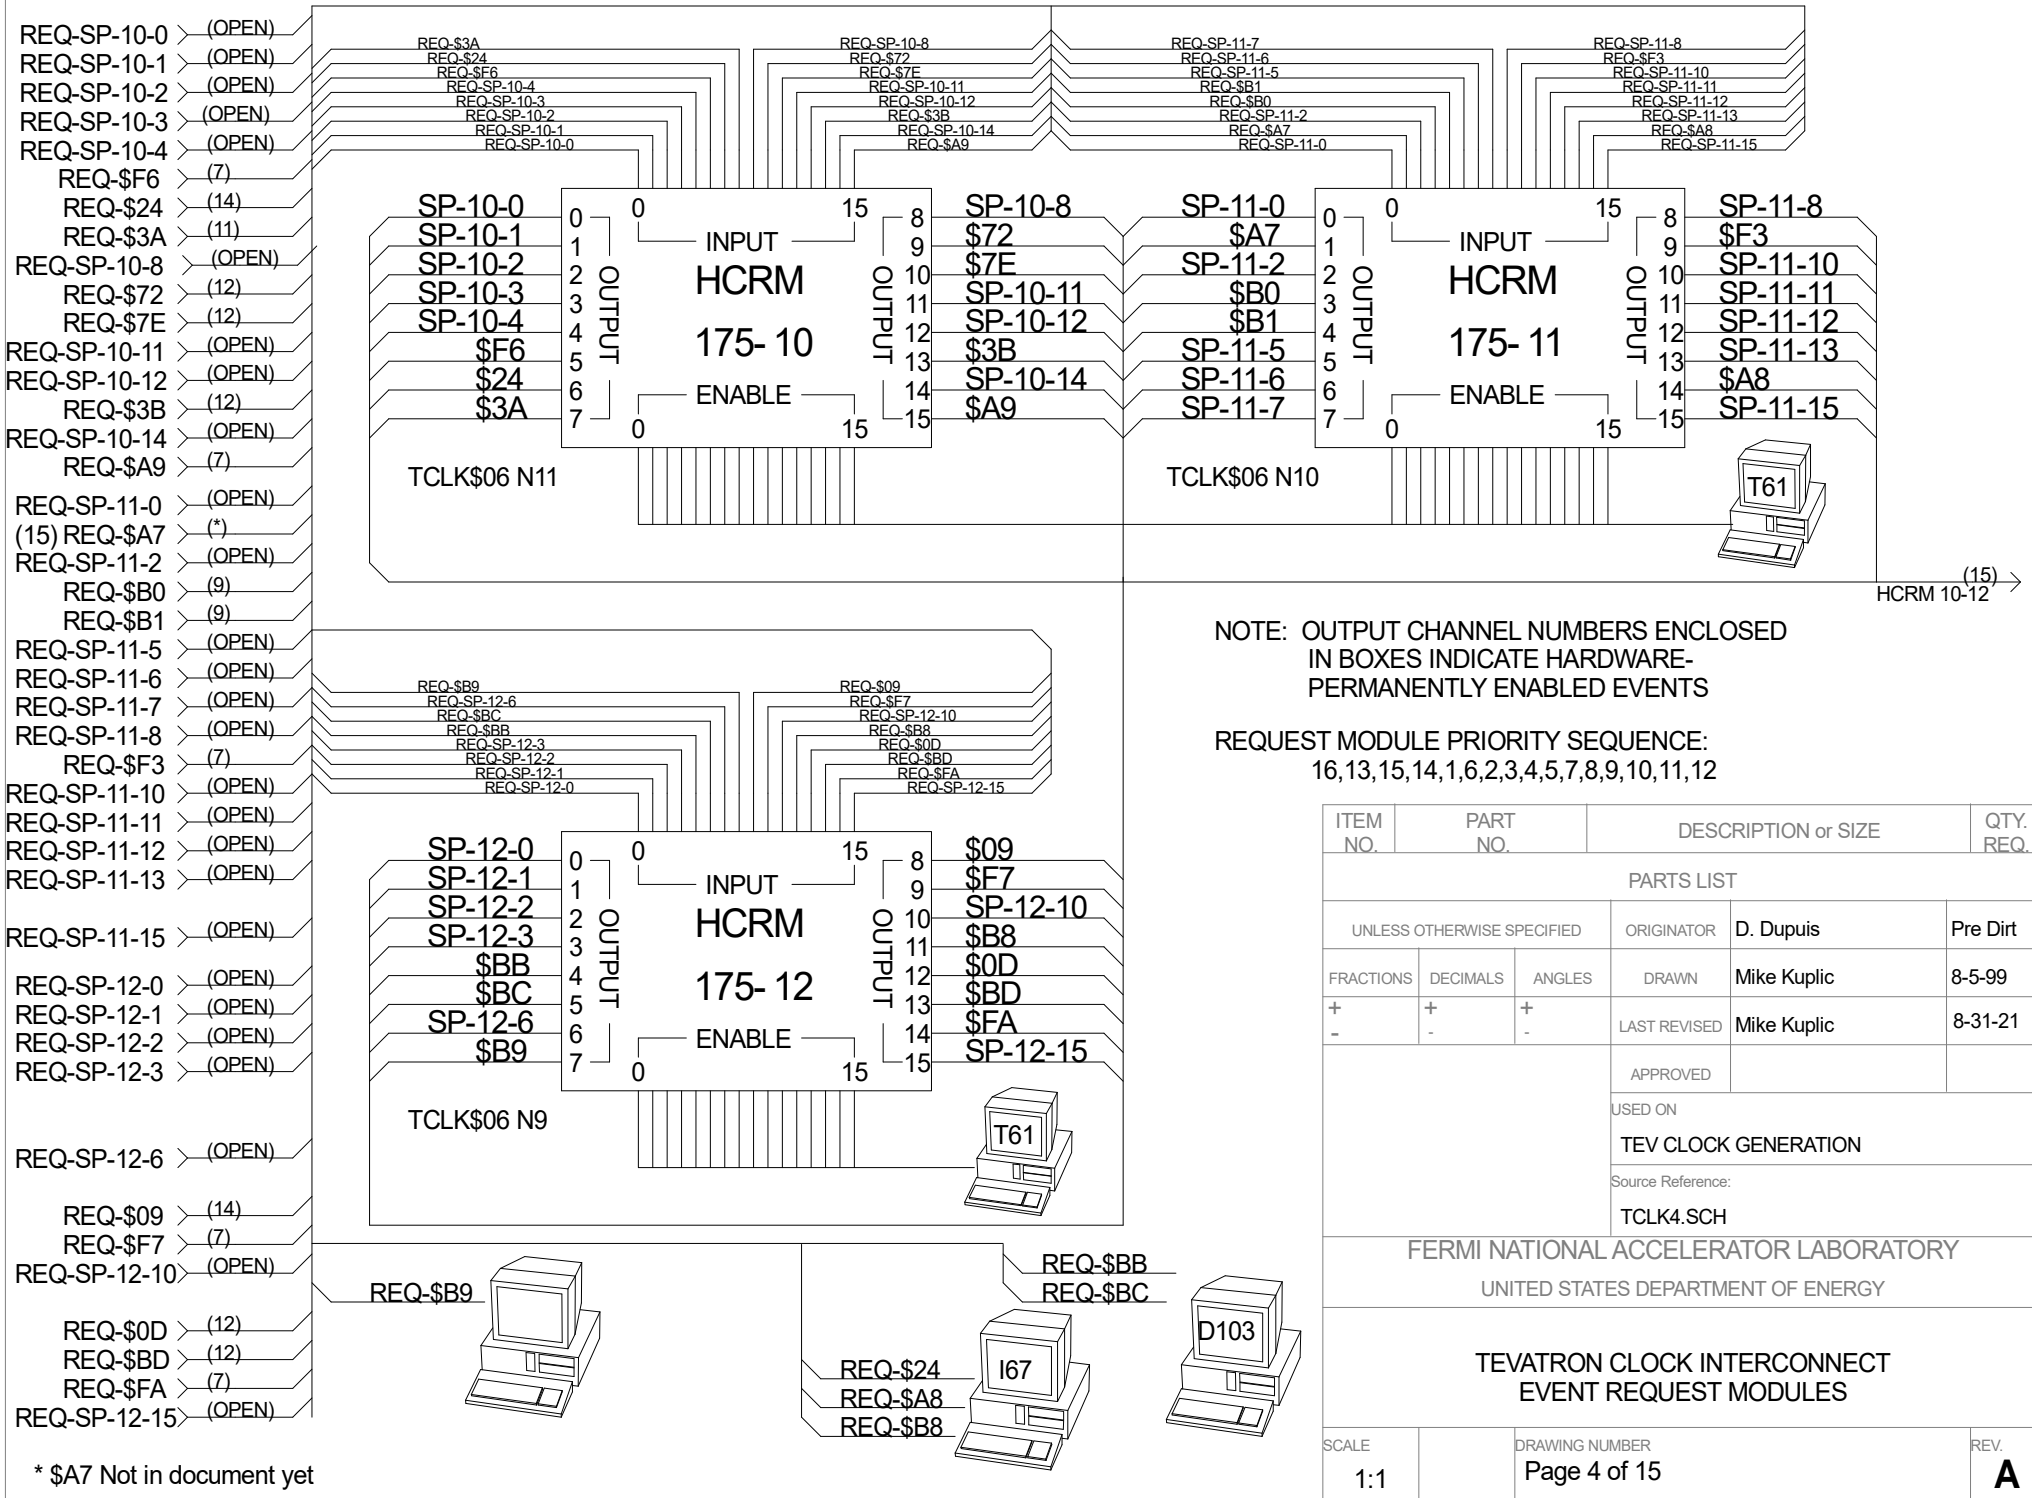 REQ-SP-10-0 (OPEN)
REQ-SP-10-1 (OPEN)
REQ-SP-10-2 (OPEN)
REQ-SP-10-3 (OPEN)
REQ-SP-10-4 (OPEN)
REQ-$F6 (7)
REQ-$24 (14)
REQ-$3A (11)
REQ-SP-10-8 (OPEN)
REQ-$72 (12)
REQ-$7E (12)
REQ-SP-10-11 (OPEN)
REQ-SP-10-12 (OPEN)
REQ-$3B (12)
REQ-SP-10-14 (OPEN)
REQ-$A9 (7)
REQ-SP-11-0 (OPEN)
(15) REQ-$A7 (*)
REQ-SP-11-2 (OPEN)
REQ-$B0 (9)
REQ-$B1 (9)
REQ-SP-11-5 (OPEN)
REQ-SP-11-6 (OPEN)
REQ-SP-11-7 (OPEN)
REQ-SP-11-8 (OPEN)
REQ-$F3 (7)
REQ-SP-11-10 (OPEN)
REQ-SP-11-11 (OPEN)
REQ-SP-11-12 (OPEN)
REQ-SP-11-13 (OPEN)
REQ-SP-11-15 (OPEN)
REQ-SP-12-0 (OPEN)
REQ-SP-12-1 (OPEN)
REQ-SP-12-2 (OPEN)
REQ-SP-12-3 (OPEN)
REQ-SP-12-6 (OPEN)
REQ-$09 (14)
REQ-$F7 (7)
REQ-SP-12-10 (OPEN)
REQ-$0D (12)
REQ-$BD (12)
REQ-$FA (7)
REQ-SP-12-15 (OPEN)
* $A7 Not in document yet
REQ-$3A
REQ-$24
REQ-$F6
REQ-SP-10-4
REQ-SP-10-3
REQ-SP-10-2
REQ-SP-10-1
REQ-SP-10-0
REQ-SP-10-8
REQ-$72
REQ-$7E
REQ-SP-10-11
REQ-SP-10-12
REQ-$3B
REQ-SP-10-14
REQ-$A9
SP-10-0 0
SP-10-1 1
SP-10-2 2
SP-10-3 3
SP-10-4 4
$F6 5
$24 6
$3A 7
OUTPUT
0 INPUT 15
HCRM
175- 10
0 ENABLE 15
OUTPUT
8 SP-10-8
9 $72
10 $7E
11 SP-10-11
12 SP-10-12
13 $3B
14 SP-10-14
15 $A9
TCLK$06 N11
REQ-SP-11-7
REQ-SP-11-6
REQ-SP-11-5
REQ-$B1
REQ-$B0
REQ-SP-11-2
REQ-$A7
REQ-SP-11-0
REQ-SP-11-8
REQ-$F3
REQ-SP-11-10
REQ-SP-11-11
REQ-SP-11-12
REQ-SP-11-13
REQ-$A8
REQ-SP-11-15
SP-11-0 0
$A7 1
SP-11-2 2
$B0 3
$B1 4
SP-11-5 5
SP-11-6 6
SP-11-7 7
OUTPUT
0 INPUT 15
HCRM
175- 11
0 ENABLE 15
OUTPUT
8 SP-11-8
9 $F3
10 SP-11-10
11 SP-11-11
12 SP-11-12
13 SP-11-13
14 $A8
15 SP-11-15
TCLK$06 N10
T61
(15)
HCRM 10-12
REQ-$B9
REQ-SP-12-6
REQ-$BC
REQ-$BB
REQ-SP-12-3
REQ-SP-12-2
REQ-SP-12-1
REQ-SP-12-0
REQ-$09
REQ-$F7
REQ-SP-12-10
REQ-$B8
REQ-$0D
REQ-$BD
REQ-$FA
REQ-SP-12-15
SP-12-0 0
SP-12-1 1
SP-12-2 2
SP-12-3 3
$BB 4
$BC 5
SP-12-6 6
$B9 7
OUTPUT
0 INPUT 15
HCRM
175- 12
0 ENABLE 15
OUTPUT
8 $09
9 $F7
10 SP-12-10
11 $B8
12 $0D
13 $BD
14 $FA
15 SP-12-15
TCLK$06 N9
T61
REQ-$B9
REQ-$BB
REQ-$BC
D103
REQ-$24
REQ-$A8
REQ-$B8
I67
NOTE: OUTPUT CHANNEL NUMBERS ENCLOSED
IN BOXES INDICATE HARDWARE-
PERMANENTLY ENABLED EVENTS
REQUEST MODULE PRIORITY SEQUENCE:
16,13,15,14,1,6,2,3,4,5,7,8,9,10,11,12
ITEM NO. PART NO. DESCRIPTION or SIZE QTY. REQ.
PARTS LIST
UNLESS OTHERWISE SPECIFIED ORIGINATOR D. Dupuis Pre Dirt
FRACTIONS DECIMALS ANGLES DRAWN Mike Kuplic 8-5-99
+ + +
- - -
LAST REVISED Mike Kuplic 8-31-21
APPROVED
USED ON
TEV CLOCK GENERATION
Source Reference:
TCLK4.SCH
FERMI NATIONAL ACCELERATOR LABORATORY
UNITED STATES DEPARTMENT OF ENERGY
TEVATRON CLOCK INTERCONNECT
EVENT REQUEST MODULES
SCALE DRAWING NUMBER REV.
1:1 Page 4 of 15 A